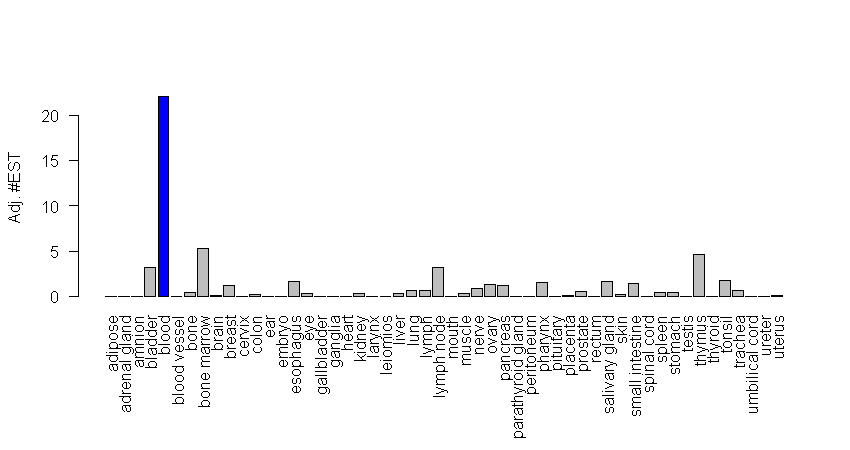 Adj. #EST
20
15
10
5
0
adipose
adrenal gland
amnion
bladder
blood
blood vessel
bone
bone marrow
brain
breast
cervix
colon
ear
embryo
esophagus
eye
gallbladder
ganglia
heart
kidney
larynx
leiomios
liver
lung
lymph
lymph node
mouth
muscle
nerve
ovary
pancreas
parathyroid gland
peritoneum
pharynx
pituitary
placenta
prostate
rectum
salivary gland
skin
small intestine
spinal cord
spleen
stomach
testis
thymus
thyroid
tonsil
trachea
umbilical cord
ureter
uterus